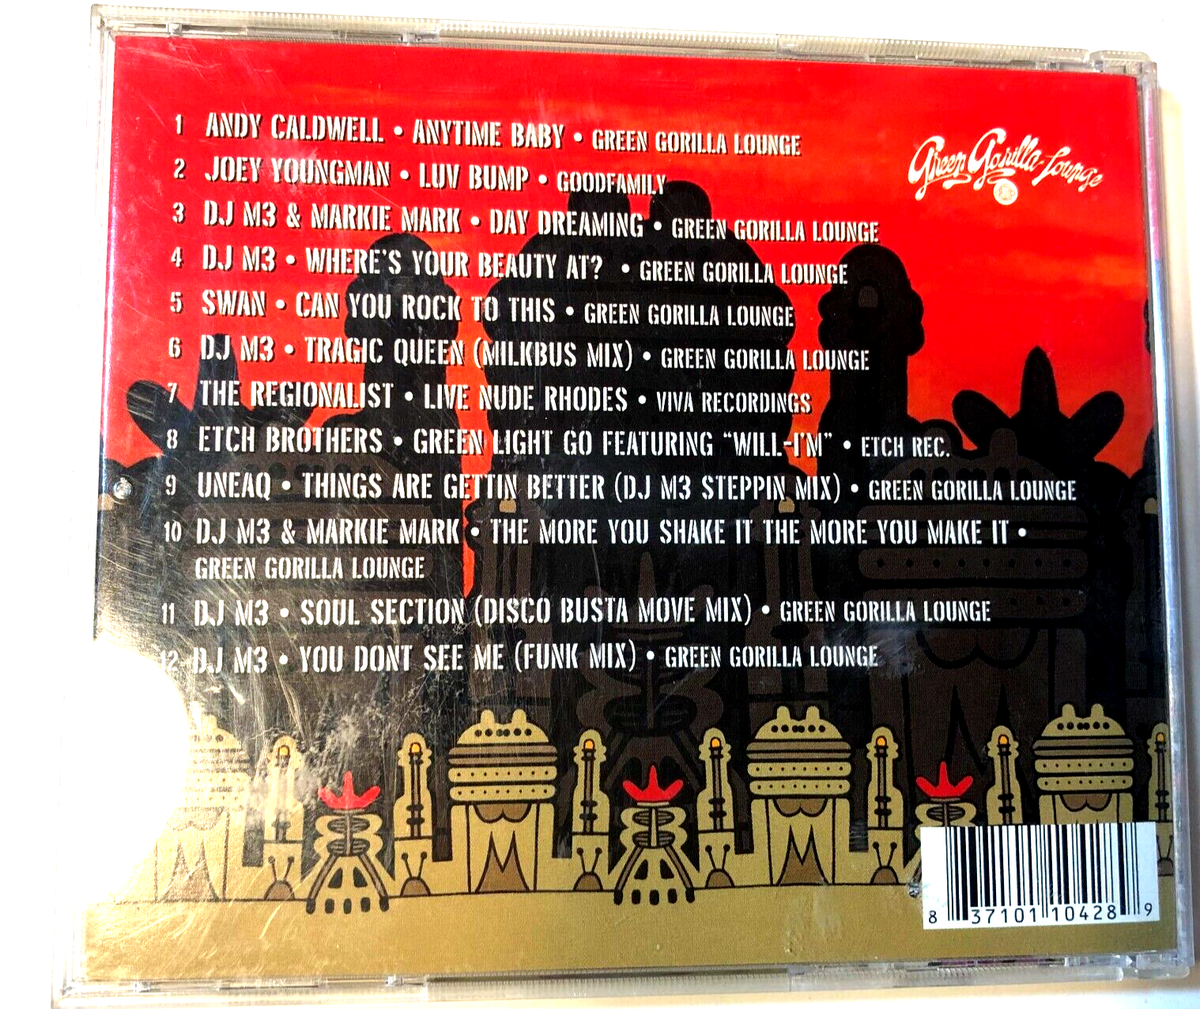 1 ANDY CALDWELL • ANYTIME BABY • GREEN GORILLA LOUNGE
Green Gorilla Lounge
2 JOEY YOUNGMAN • LUV BUMP • GOODFAMILY
3 DJ M3 & MARKIE MARK • DAY DREAMING • GREEN GORILLA LOUNGE
4 DJ M3 • WHERE'S YOUR BEAUTY AT? • GREEN GORILLA LOUNGE
5 SWAN • CAN YOU ROCK TO THIS • GREEN GORILLA LOUNGE
6 DJ M3 • TRAGIC QUEEN (MILKBUS MIX) • GREEN GORILLA LOUNGE
7 THE REGIONALIST • LIVE NUDE RHODES • VIVA RECORDINGS
8 ETCH BROTHERS • GREEN LIGHT GO FEATURING "WILL-I'M" • ETCH REC.
9 UNEAQ • THINGS ARE GETTIN BETTER (DJ M3 STEPPIN MIX) • GREEN GORILLA LOUNGE
10 DJ M3 & MARKIE MARK • THE MORE YOU SHAKE IT THE MORE YOU MAKE IT •
GREEN GORILLA LOUNGE
11 DJ M3 • SOUL SECTION (DISCO BUSTA MOVE MIX) • GREEN GORILLA LOUNGE
12 DJ M3 • YOU DONT SEE ME (FUNK MIX) • GREEN GORILLA LOUNGE
8 37101 10428 9